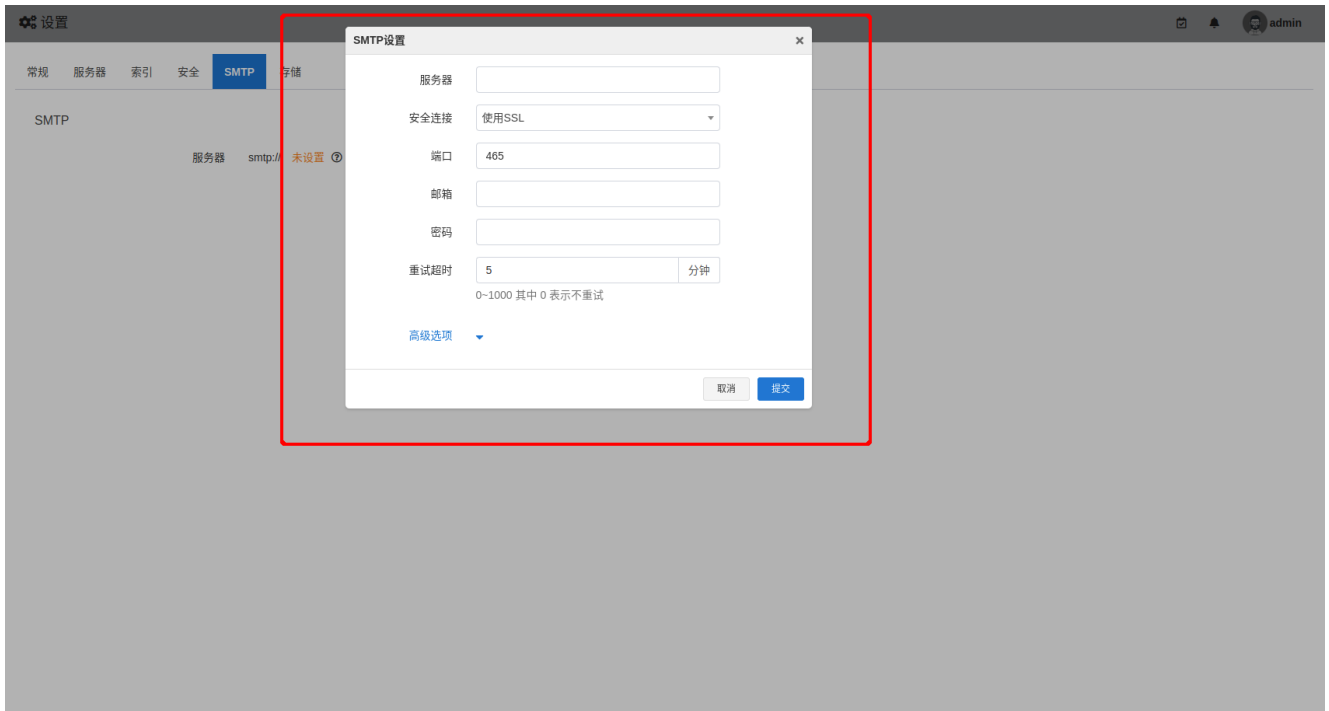 设置
admin
常规 服务器 索引 安全 SMTP 存储
SMTP
服务器 smtp:// 未设置
SMTP设置
服务器
安全连接 使用SSL
端口 465
邮箱
密码
重试超时 5 分钟
0~1000 其中 0 表示不重试
高级选项
取消 提交